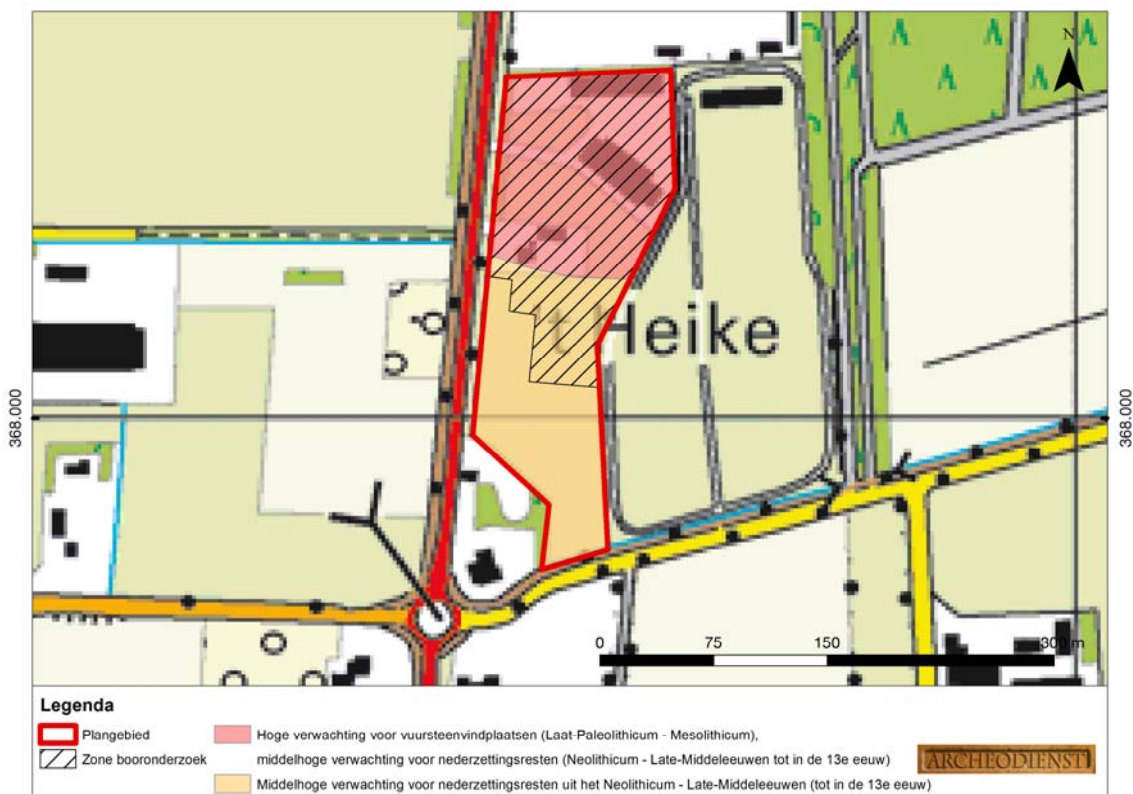 N
't Heike
368.000
368.000
0 75 150 300 m
Legenda
Plangebied
Zone booronderzoek
Hoge verwachting voor vuursteenvindplaatsen (Laat-Paleolithicum - Mesolithicum),
middelhoge verwachting voor nederzettingsresten (Neolithicum - Late-Middeleeuwen tot in de 13e eeuw)
Middelhoge verwachting voor nederzettingsresten uit het Neolithicum - Late-Middeleeuwen (tot in de 13e eeuw)
ARCHEODIENST